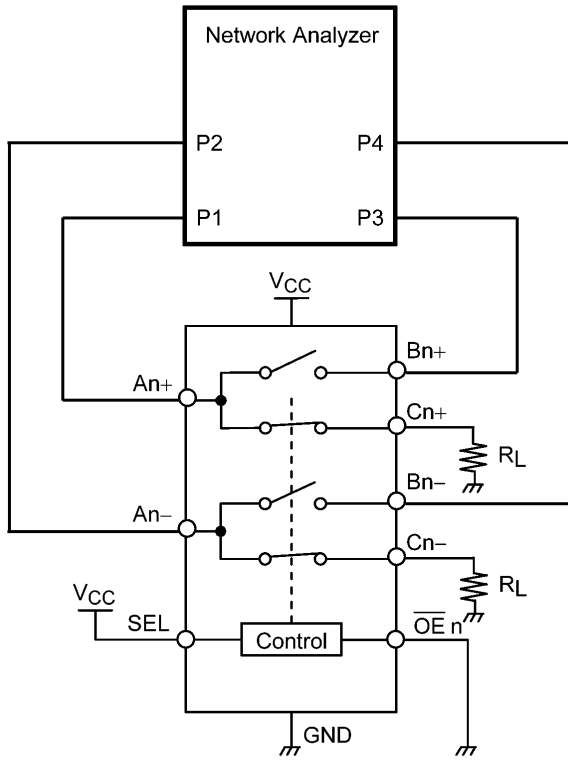 Network Analyzer
P2
P4
P1
P3
VCC
Bn+
An+
Cn+
RL
Bn−
An−
Cn−
VCC
RL
SEL
Control
OE n
GND